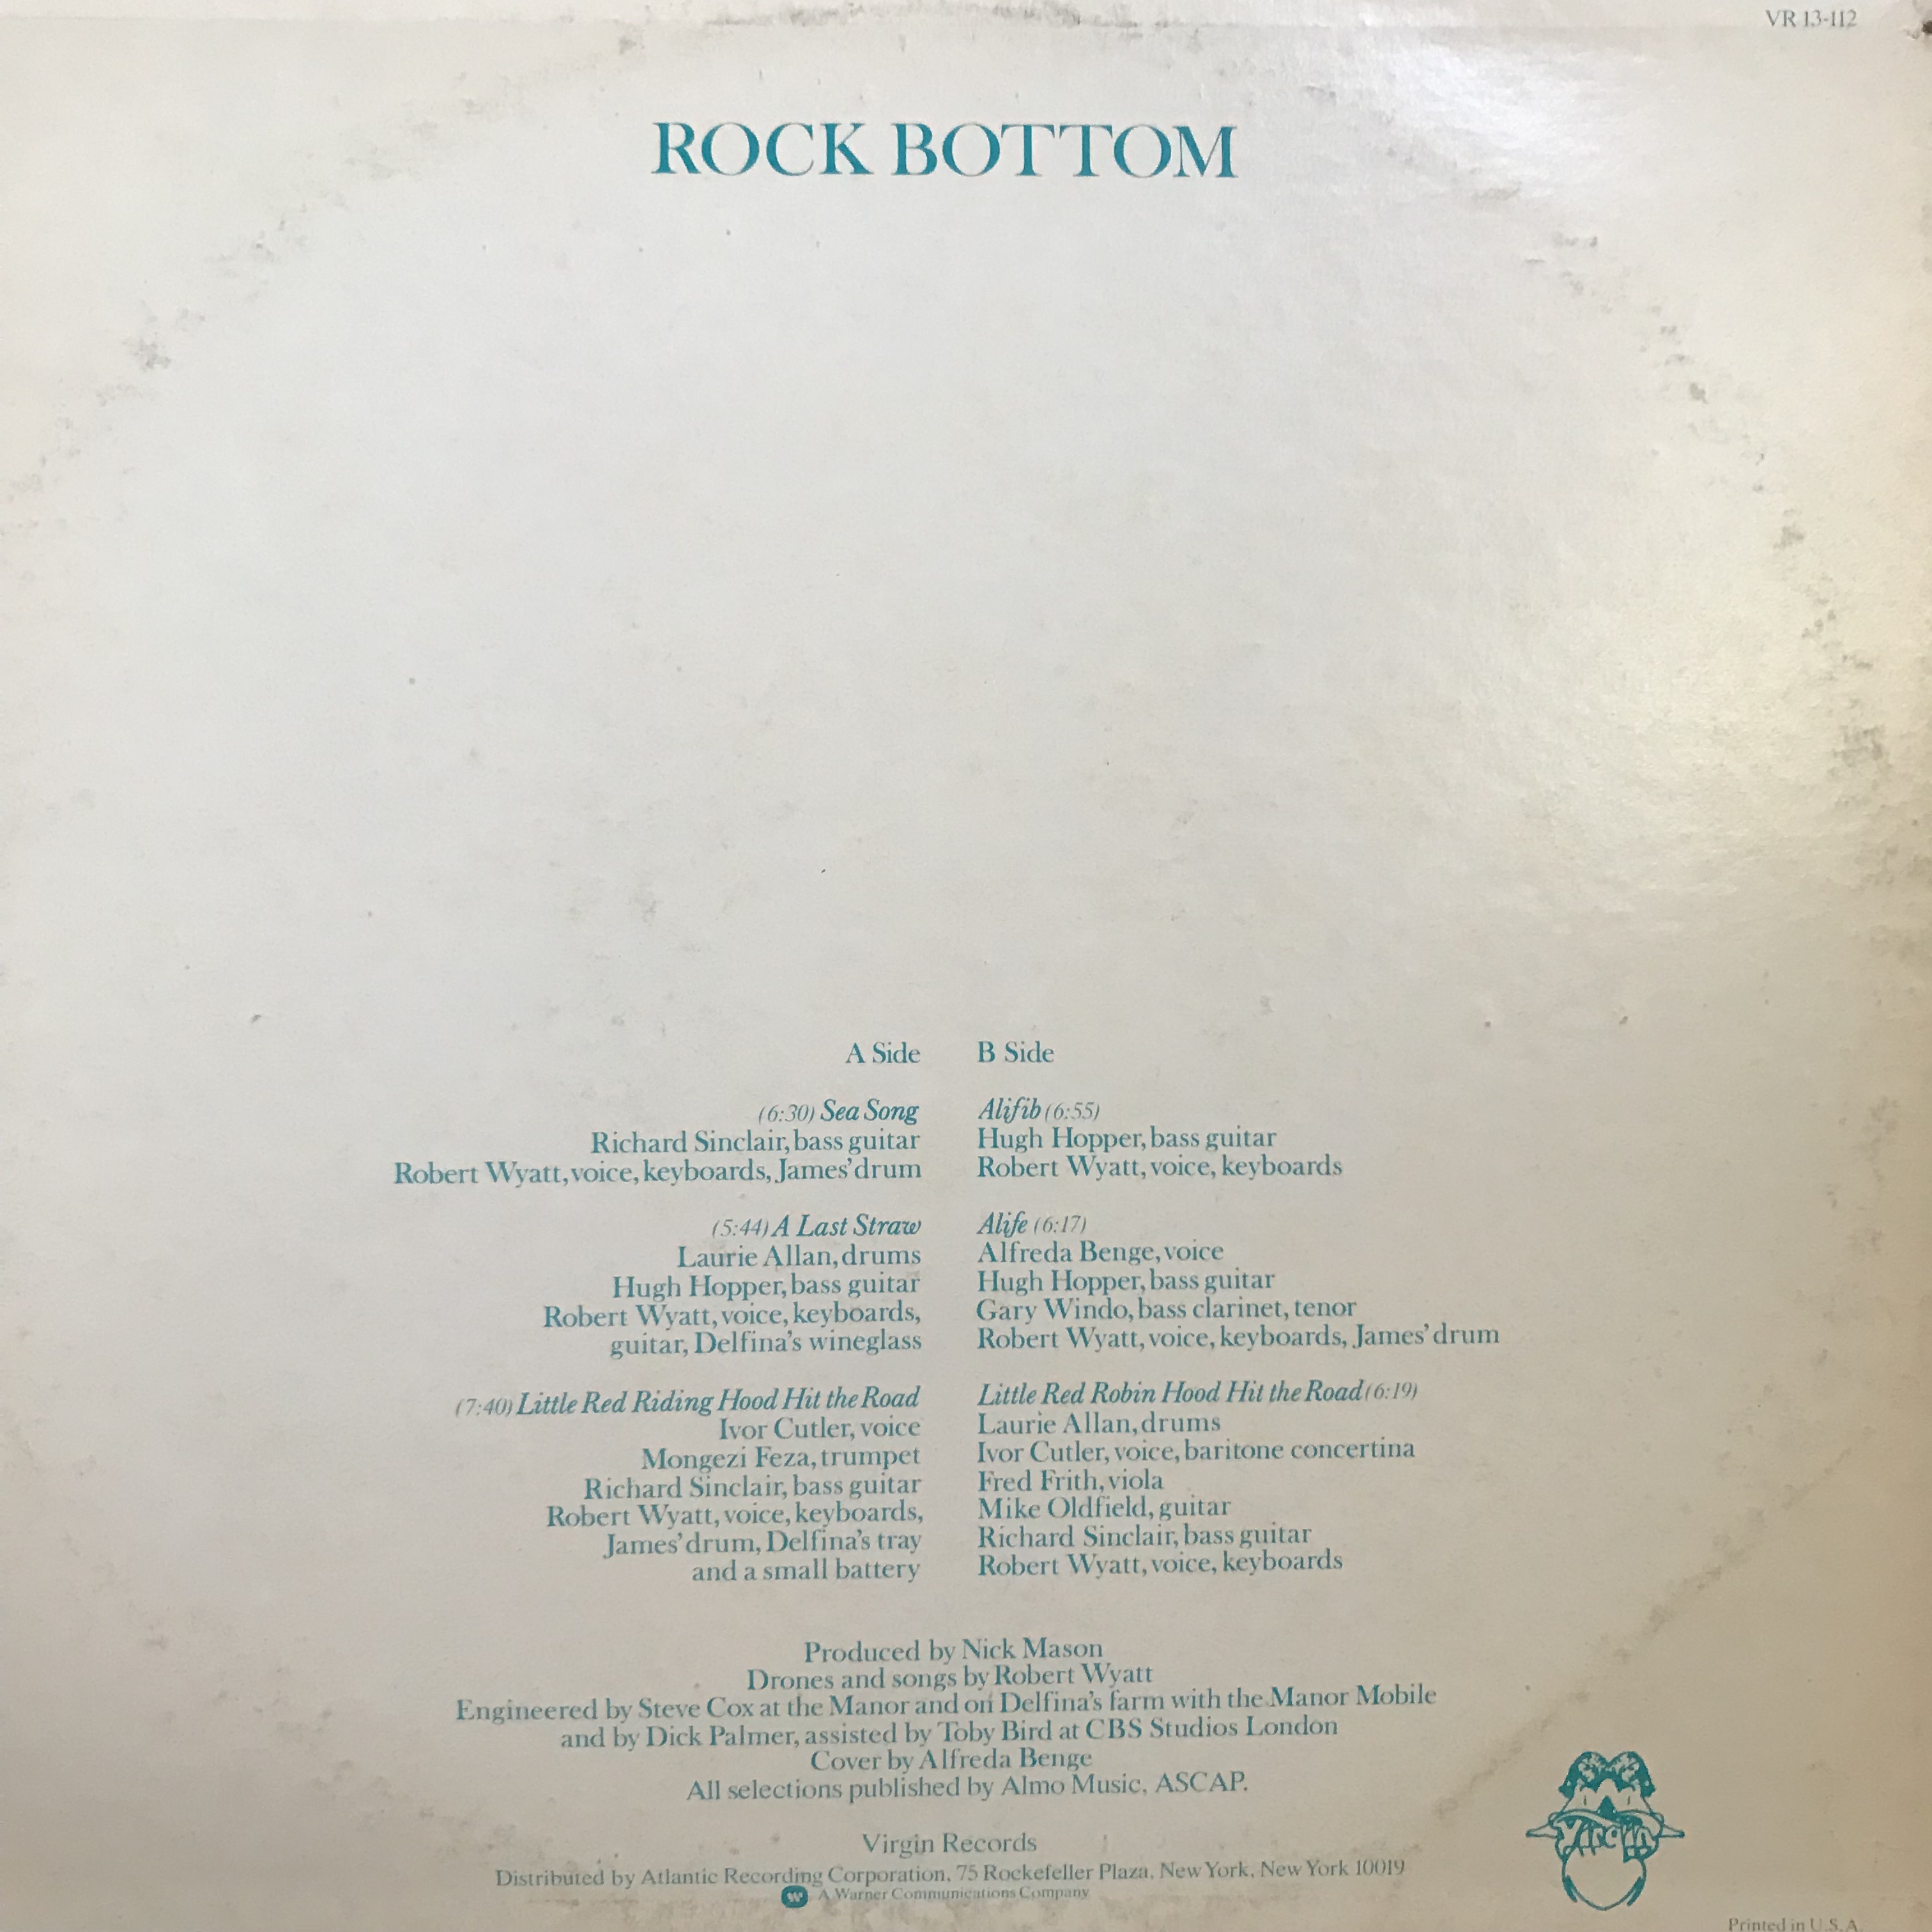 VR 13-112
ROCK BOTTOM
A Side
(6:30) Sea Song
Richard Sinclair, bass guitar
Robert Wyatt, voice, keyboards, James' drum
(5:44) A Last Straw
Laurie Allan, drums
Hugh Hopper, bass guitar
Robert Wyatt, voice, keyboards,
guitar, Delfina's wineglass
(7:40) Little Red Riding Hood Hit the Road
Ivor Cutler, voice
Mongezi Feza, trumpet
Richard Sinclair, bass guitar
Robert Wyatt, voice, keyboards,
James' drum, Delfina's tray
and a small battery
B Side
Alifib (6:55)
Hugh Hopper, bass guitar
Robert Wyatt, voice, keyboards
Alife (6:17)
Alfreda Benge, voice
Hugh Hopper, bass guitar
Gary Windo, bass clarinet, tenor
Robert Wyatt, voice, keyboards, James' drum
Little Red Robin Hood Hit the Road (6:19)
Laurie Allan, drums
Ivor Cutler, voice, baritone concertina
Fred Frith, viola
Mike Oldfield, guitar
Richard Sinclair, bass guitar
Robert Wyatt, voice, keyboards
Produced by Nick Mason
Drones and songs by Robert Wyatt
Engineered by Steve Cox at the Manor and on Delfina's farm with the Manor Mobile
and by Dick Palmer, assisted by Toby Bird at CBS Studios London
Cover by Alfreda Benge
All selections published by Almo Music, ASCAP.
Virgin Records
Distributed by Atlantic Recording Corporation, 75 Rockefeller Plaza, New York, New York 10019
W A Warner Communications Company
Virgin
Printed in U.S.A.